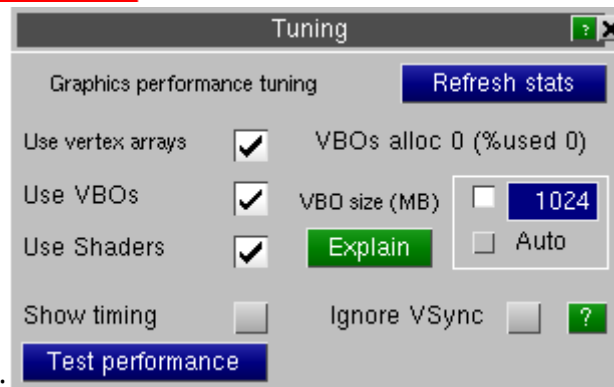 Tuning ?
Graphics performance tuning Refresh stats
Use vertex arrays VBOs alloc 0 (%used 0)
Use VBOs VBO size (MB) 1024
Use Shaders Explain Auto
Show timing Ignore VSync ?
. Test performance